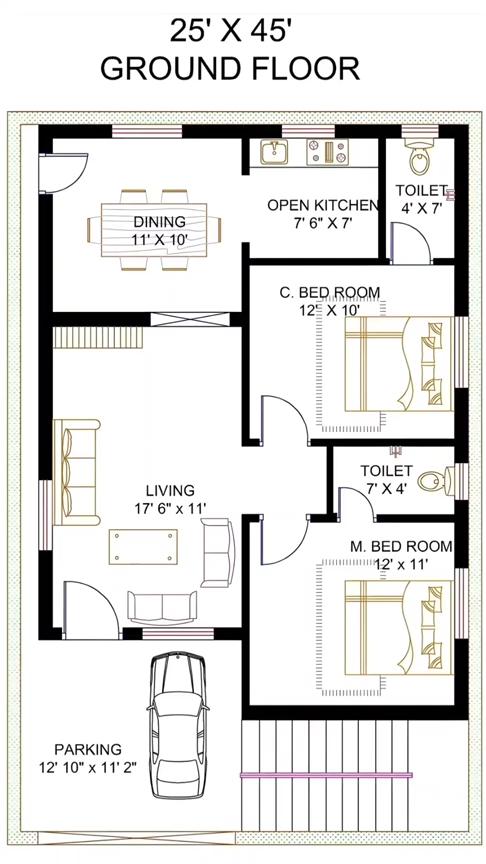 25' X 45'
GROUND FLOOR
DINING
11' X 10'
OPEN KITCHEN
7' 6" X 7'
TOILET
4' X 7'
C. BED ROOM
12' X 10'
LIVING
17' 6" x 11'
TOILET
7' X 4'
M. BED ROOM
12' x 11'
PARKING
12' 10" x 11' 2"